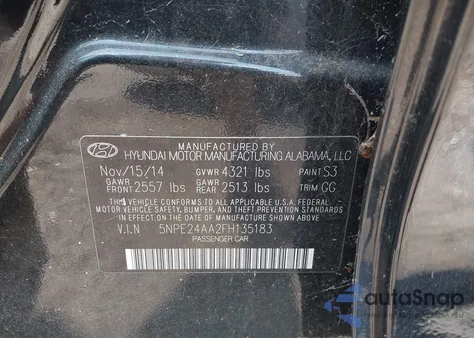 MANUFACTURED BY
HYUNDAI MOTOR MANUFACTURING ALABAMA, LLC
Nov/15/14 GVWR 4321 lbs PAINT S3
GAWR FRONT 2557 lbs GAWR REAR 2513 lbs TRIM GG
THIS VEHICLE CONFORMS TO ALL APPLICABLE U.S. FEDERAL
MOTOR VEHICLE SAFETY, BUMPER, AND THEFT PREVENTION
STANDARDS IN EFFECT ON THE DATE OF MANUFACTURE
SHOWN ABOVE.
V.I.N 5NPE24AA2FH135183
PASSENGER CAR
autoSnap